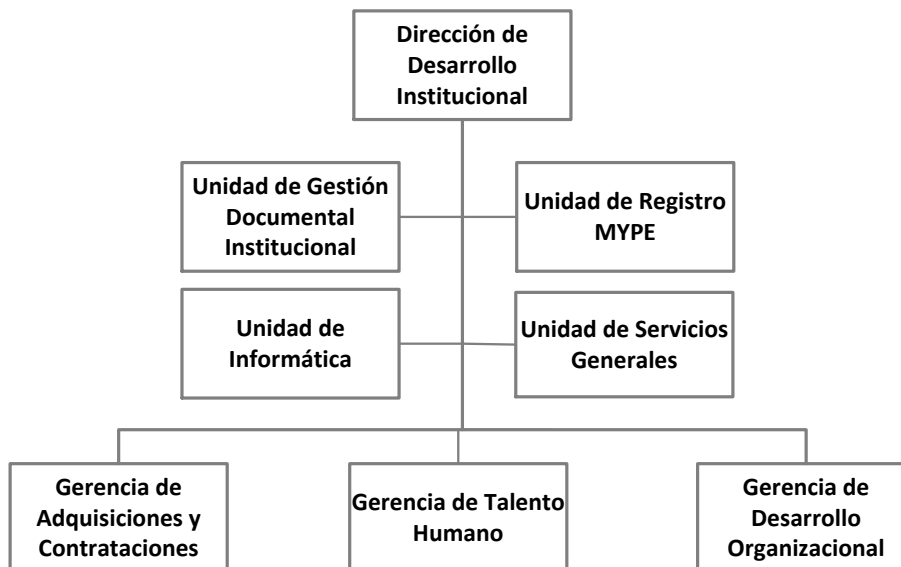 Dirección de
Desarrollo
Institucional
Unidad de Gestión
Documental
Institucional
Unidad de Registro
MYPE
Unidad de
Informática
Unidad de Servicios
Generales
Gerencia de
Adquisiciones y
Contrataciones
Gerencia de Talento
Humano
Gerencia de
Desarrollo
Organizacional